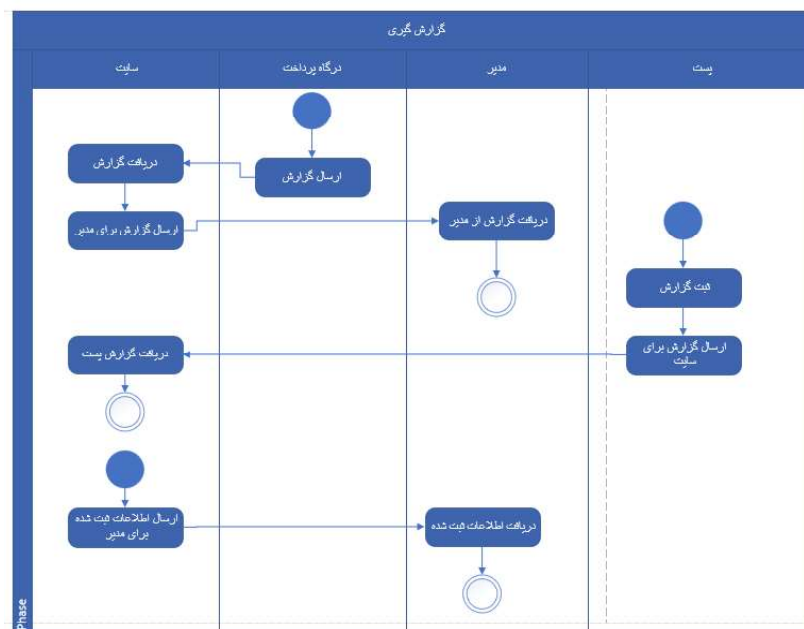 گزارش گیری
سایت
درگاه پرداخت
مدیر
پست
دریافت گزارش
ارسال گزارش
ارسال گزارش برای مدیر
دریافت گزارش از مدیر
ثبت گزارش
دریافت گزارش پست
ارسال گزارش برای
سایت
ارسال اطلاعات ثبت شده
برای مدیر
دریافت اطلاعات ثبت شده
Phase